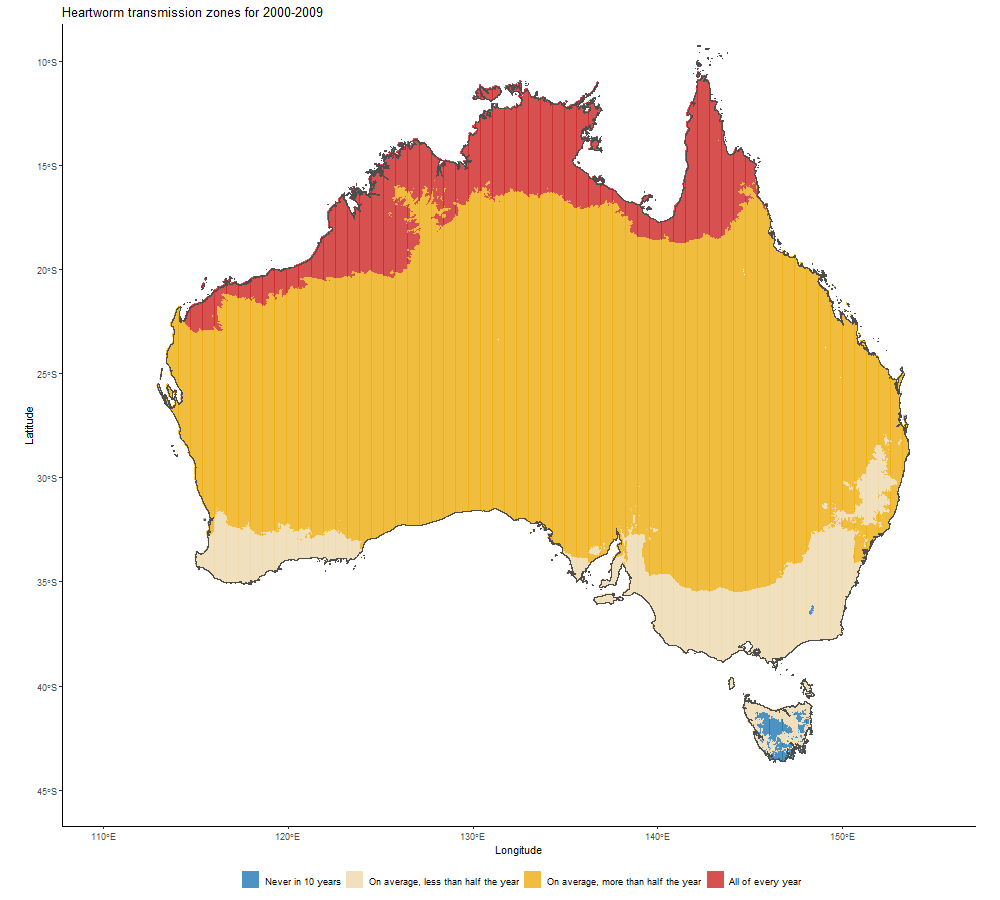 Heartworm transmission zones for 2000-2009
10°S
15°S
20°S
25°S
30°S
35°S
40°S
45°S
Latitude
110°E
120°E
130°E
140°E
150°E
Longitude
Never in 10 years
On average, less than half the year
On average, more than half the year
All of every year